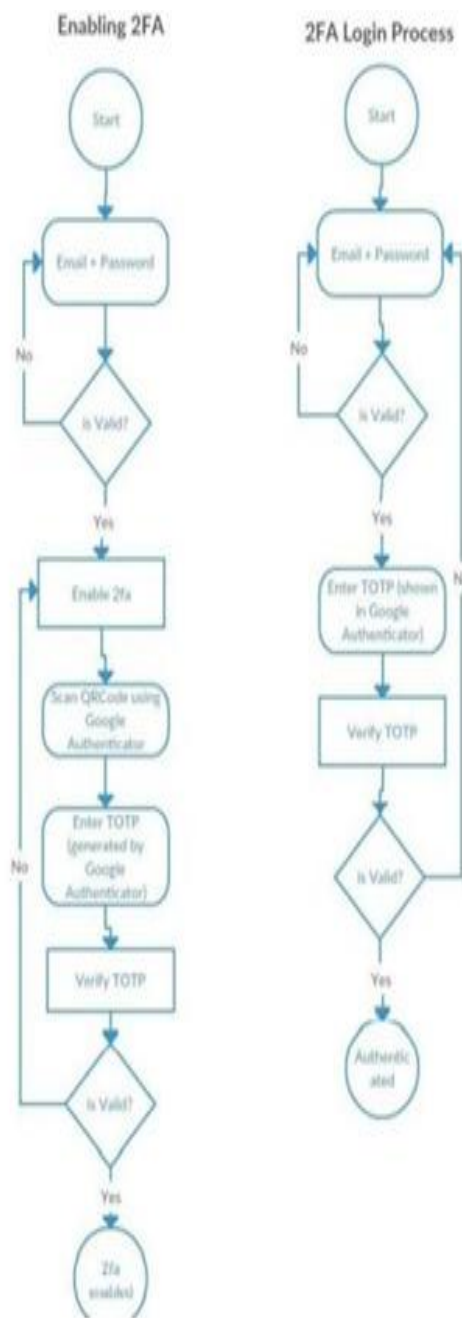 Enabling 2FA
Start
Email + Password
No
is Valid?
Yes
Enable 2fa
Scan QRCode using
Google
Authenticator
Enter TOTP
(generated by
Google
Authenticator)
No
Verify TOTP
is Valid?
Yes
2fa
2FA Login Process
Start
Email + Password
No
is Valid?
Yes
Enter TOTP (shown
in Google
Authenticator)
N
Verify TOTP
is Valid?
Yes
Authentic
ated